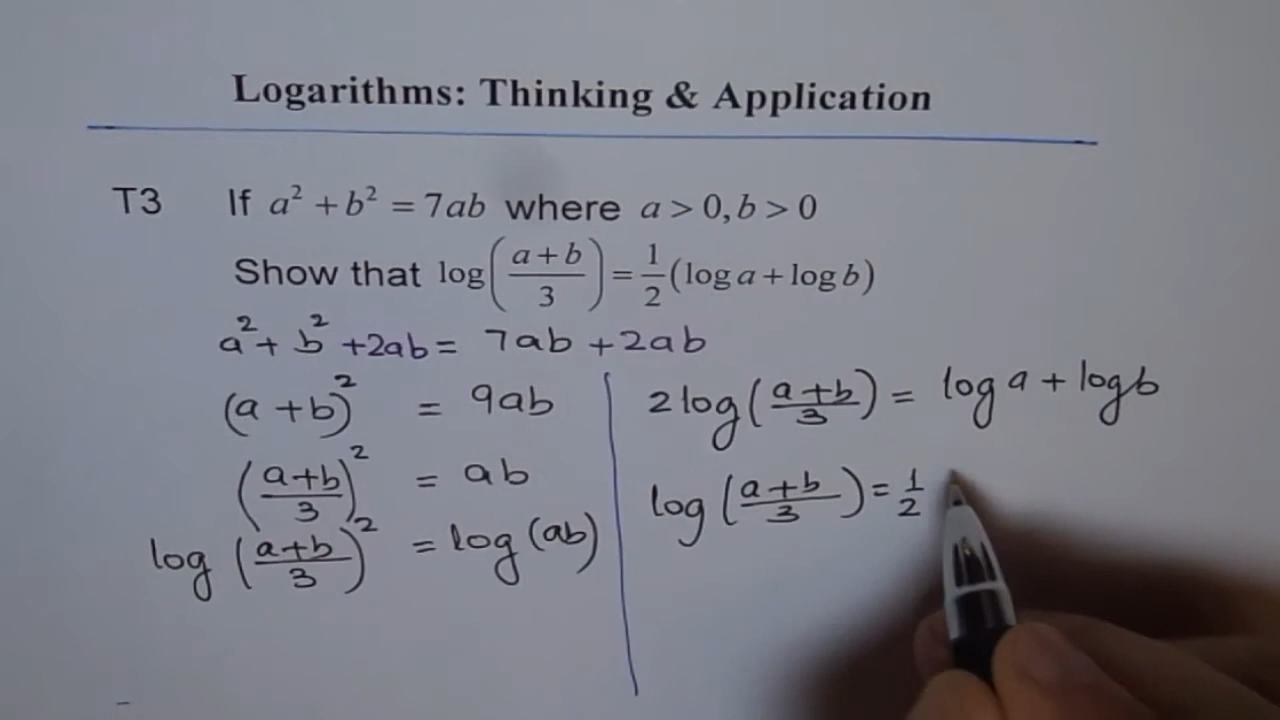 Logarithms: Thinking & Application
T3 If a² + b² = 7ab where a > 0, b > 0
Show that log((a + b)/3) = 1/2 (log a + log b)
a² + b² + 2ab = 7ab + 2ab
(a + b)² = 9ab
((a+b)/3)² = ab
log((a+b)/3)² = log(ab)
2 log((a+b)/3) = log a + log b
log((a+b)/3) = 1/2